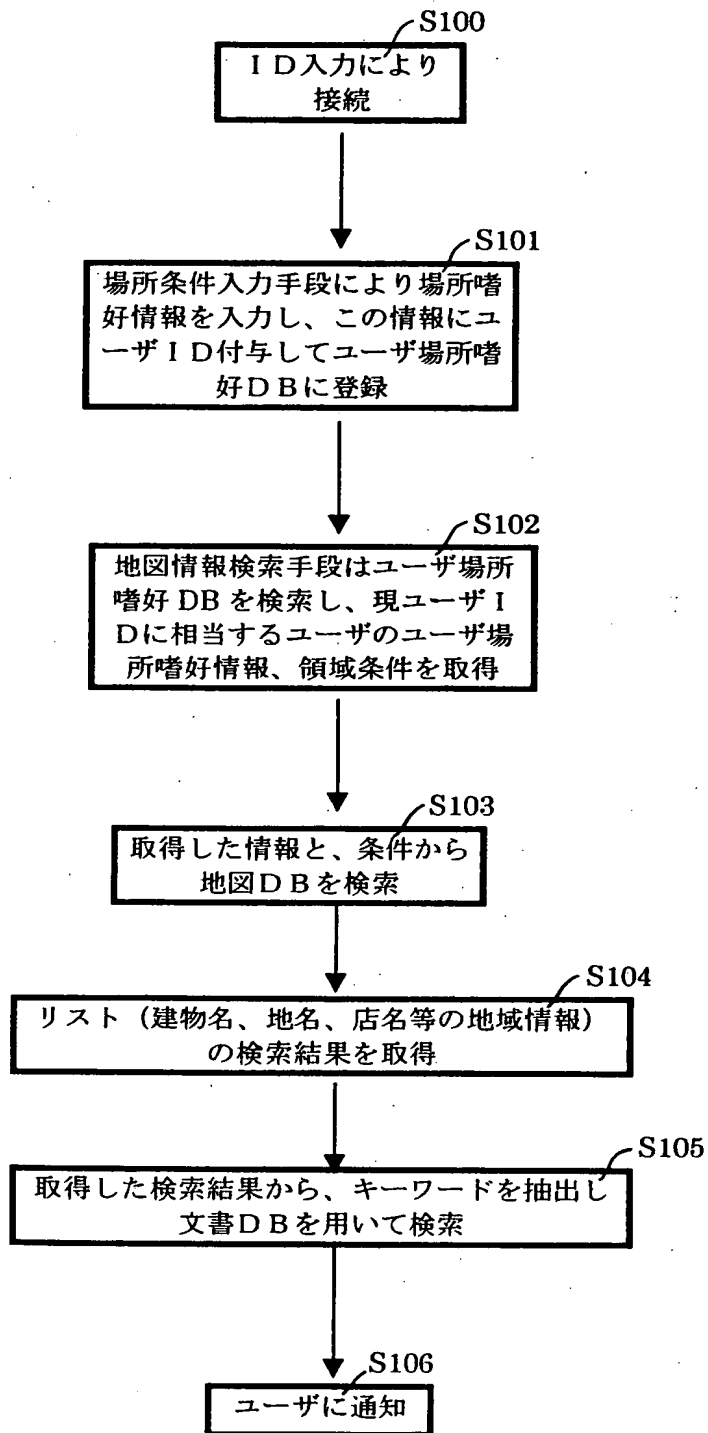 S100
ID入力により
接続
S101
場所条件入力手段により場所嗜
好情報を入力し、この情報にユ
ーザID付与してユーザ場所嗜
好DBに登録
S102
地図情報検索手段はユーザ場所
嗜好DBを検索し、現ユーザI
Dに相当するユーザのユーザ場
所嗜好情報、領域条件を取得
S103
取得した情報と、条件から
地図DBを検索
S104
リスト(建物名、地名、店名等の地域情報)
の検索結果を取得
S105
取得した検索結果から、キーワードを抽出し
文書DBを用いて検索
S106
ユーザに通知